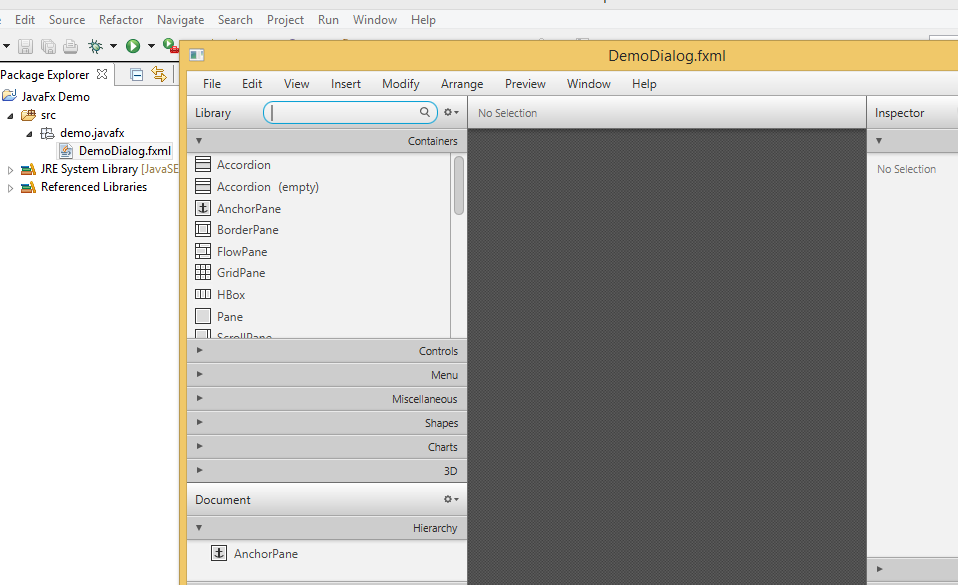 Edit Source Refactor Navigate Search Project Run Window Help
Package Explorer
JavaFx Demo
src
demo.javafx
DemoDialog.fxml
JRE System Library [JavaSE
Referenced Libraries
DemoDialog.fxml
File Edit View Insert Modify Arrange Preview Window Help
Library
No Selection
Inspector
Containers
Accordion
Accordion (empty)
AnchorPane
BorderPane
FlowPane
GridPane
HBox
Pane
ScrollPane
Controls
Menu
Miscellaneous
Shapes
Charts
3D
Document
Hierarchy
AnchorPane
No Selection